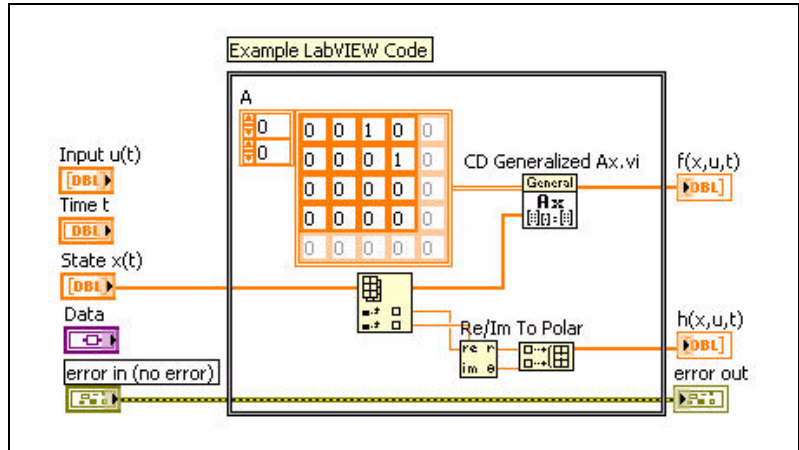 Example LabVIEW Code
A
0 0 0 1 0 0
0 0 0 0 1 0
0 0 0 0 0
0 0 0 0 0
0 0 0 0 0
CD Generalized Ax.vi
General
Ax
[::][:]=[:]
Input u(t)
[DBL]
Time t
DBL
State x(t)
[DBL]
Data
error in (no error)
Re/Im To Polar
re r
im θ
f(x,u,t)
[DBL]
h(x,u,t)
[DBL]
error out